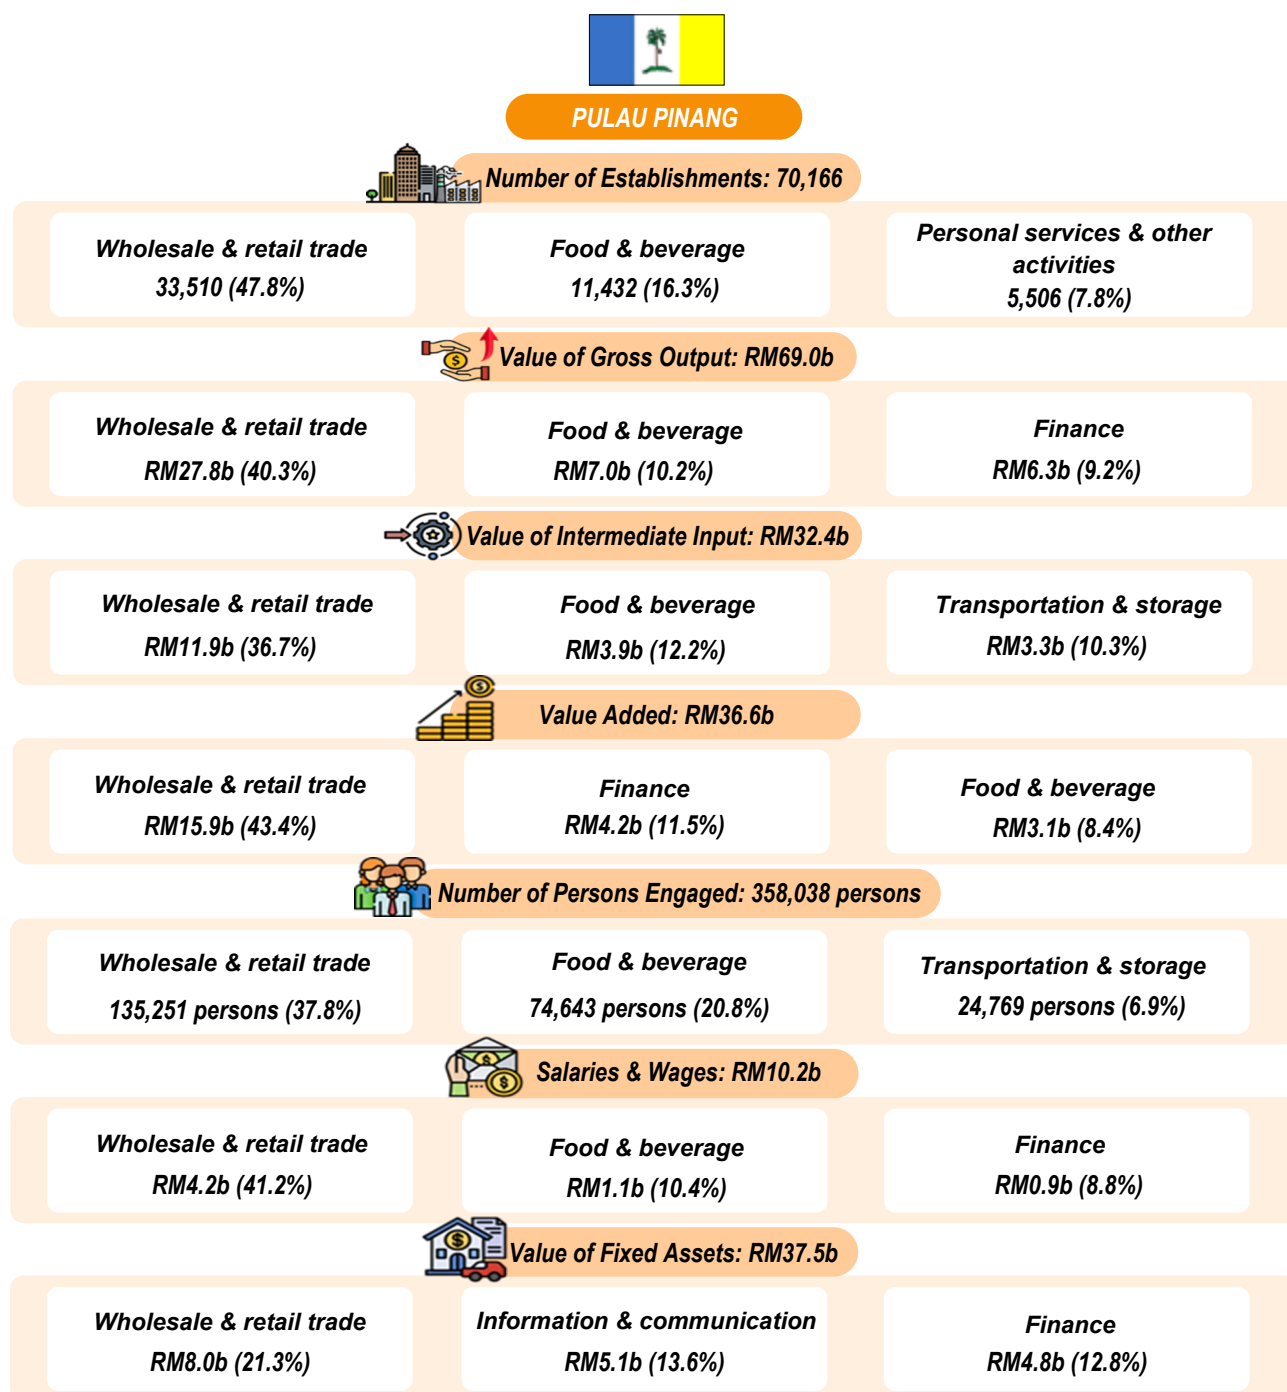 PULAU PINANG
Number of Establishments: 70,166
Wholesale & retail trade
33,510 (47.8%)
Food & beverage
11,432 (16.3%)
Personal services & other
activities
5,506 (7.8%)
Value of Gross Output: RM69.0b
Wholesale & retail trade
RM27.8b (40.3%)
Food & beverage
RM7.0b (10.2%)
Finance
RM6.3b (9.2%)
Value of Intermediate Input: RM32.4b
Wholesale & retail trade
RM11.9b (36.7%)
Food & beverage
RM3.9b (12.2%)
Transportation & storage
RM3.3b (10.3%)
Value Added: RM36.6b
Wholesale & retail trade
RM15.9b (43.4%)
Finance
RM4.2b (11.5%)
Food & beverage
RM3.1b (8.4%)
Number of Persons Engaged: 358,038 persons
Wholesale & retail trade
135,251 persons (37.8%)
Food & beverage
74,643 persons (20.8%)
Transportation & storage
24,769 persons (6.9%)
Salaries & Wages: RM10.2b
Wholesale & retail trade
RM4.2b (41.2%)
Food & beverage
RM1.1b (10.4%)
Finance
RM0.9b (8.8%)
Value of Fixed Assets: RM37.5b
Wholesale & retail trade
RM8.0b (21.3%)
Information & communication
RM5.1b (13.6%)
Finance
RM4.8b (12.8%)